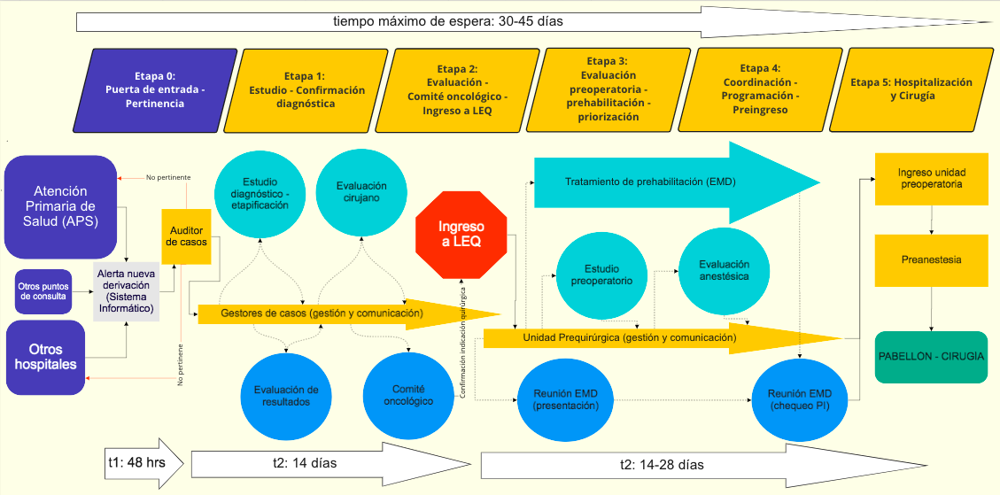 tiempo máximo de espera: 30-45 días
Etapa 0:
Puerta de entrada -
Pertinencia
Etapa 1:
Estudio - Confirmación
diagnóstica
Etapa 2:
Evaluación -
Comité oncológico -
Ingreso a LEQ
Etapa 3:
Evaluación
preoperatoria -
prehabilitación -
priorización
Etapa 4:
Coordinación -
Programación -
Preingreso
Etapa 5: Hospitalización
y Cirugía
Atención
Primaria de
Salud (APS)
No pertinente
Auditor
de casos
Otros puntos
de consulta
Alerta nueva
derivación
(Sistema
Informático)
Otros
hospitales
No pertinene
Estudio
diagnóstico -
etapificación
Evaluación
cirujano
Gestores de casos (gestión y comunicación)
Evaluación de
resultados
Comité
oncológico
Confirmación indicación quirúrgica
Ingreso
a LEQ
Tratamiento de prehabilitación (EMD)
Estudio
preoperatorio
Evaluación
anestésica
Unidad Prequirúrgica (gestión y comunicación)
Reunión EMD
(presentación)
Reunión EMD
(chequeo PI)
Ingreso unidad
preoperatoria
Preanestesia
PABELLON - CIRUGÍA
t1: 48 hrs
t2: 14 días
t2: 14-28 días